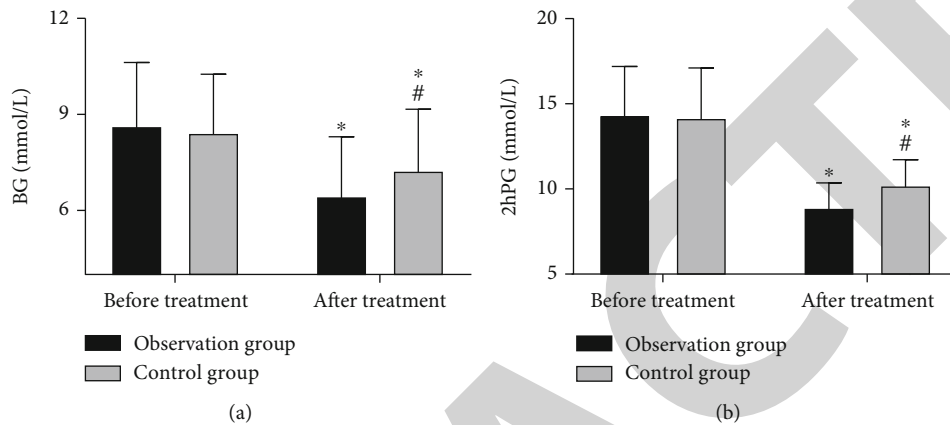 12
9
6
BG (mmol/L)
*
*
#
Before treatment
After treatment
Observation group
Control group
(a)
20
15
10
5
2hPG (mmol/L)
*
*
#
Before treatment
After treatment
Observation group
Control group
(b)